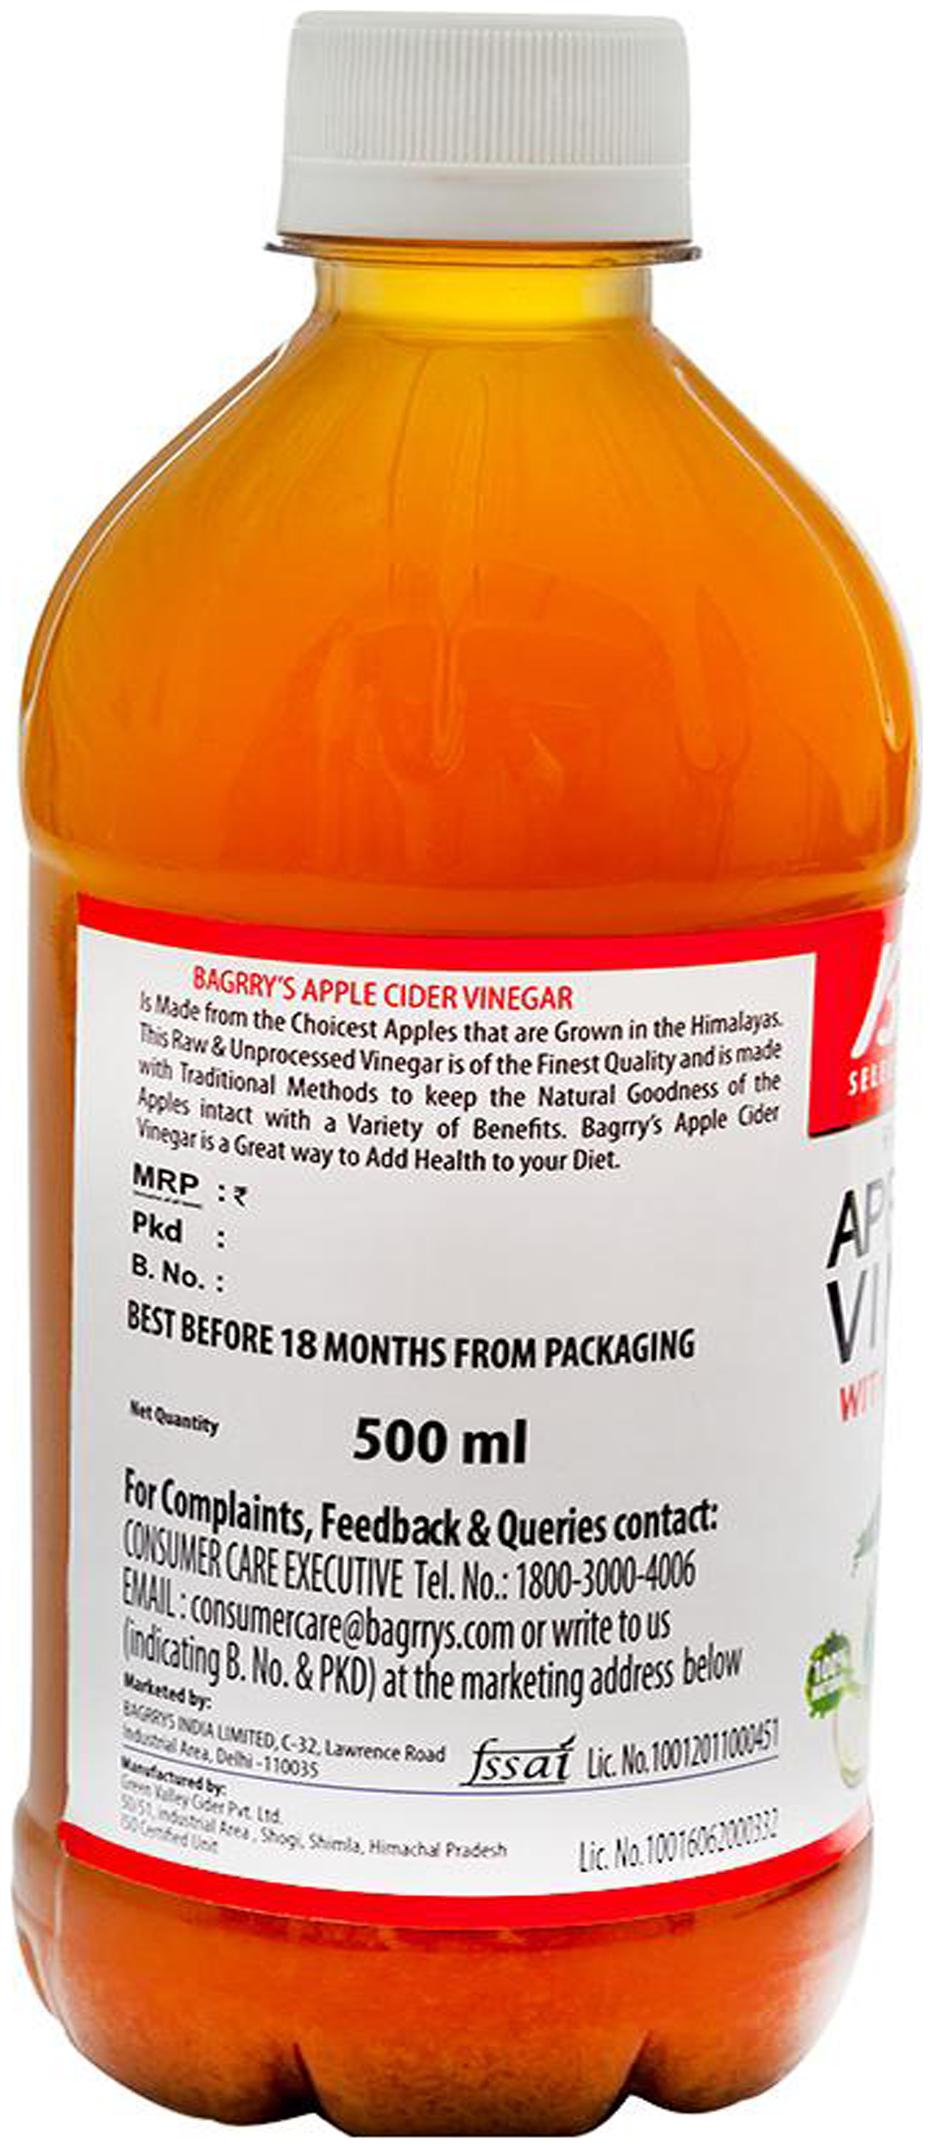 BAGRRY'S APPLE CIDER VINEGAR
Is Made from the Choicest Apples that are Grown in the Himalayas.
This Raw & Unprocessed Vinegar is of the Finest Quality and is made
with Traditional Methods to keep the Natural Goodness of the
Apples intact with a Variety of Benefits. Bagrry's Apple Cider
Vinegar is a Great way to Add Health to your Diet.
MRP : ₹
Pkd :
B. No. :
BEST BEFORE 18 MONTHS FROM PACKAGING
Net Quantity 500 ml
For Complaints, Feedback & Queries contact:
CONSUMER CARE EXECUTIVE Tel. No.: 1800-3000-4006
EMAIL : consumercare@bagrrys.com or write to us
(indicating B. No. & PKD) at the marketing address below
Marketed by:
BAGRRYS INDIA LIMITED, C-32, Lawrence Road
Industrial Area, Delhi -110035
fssai Lic. No.10012011000451
Manufactured by:
Green Valley Cider Pvt. Ltd.
50/51, Industrial Area, Shogi, Shimla, Himachal Pradesh
ISO Certified Unit
Lic. No.10016062000332
AP
VI
WIT
100%